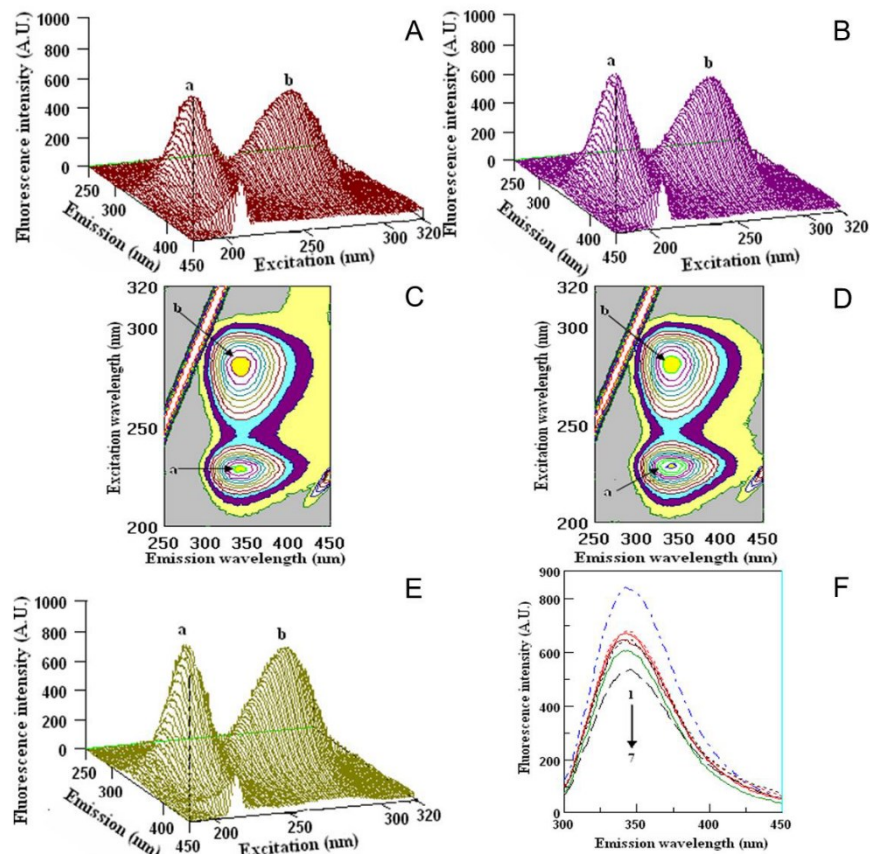 A
Fluorescence intensity (A.U.)
1000
800
600
400
200
0
a
b
250
300
400
450
Emission (nm)
200
250
300
320
Excitation (nm)
B
Fluorescence intensity (A.U.)
1000
800
600
400
200
0
a
b
250
300
400
450
Emission (nm)
200
250
300
320
Excitation (nm)
C
Excitation wavelength (nm)
320
300
200
b
a
250 300 350 400 450
Emission wavelength (nm)
D
Excitation wavelength (nm)
320
300
200
b
a
250 300 350 400 450
Emission wavelength (nm)
E
Fluorescence intensity (A.U.)
1000
800
600
400
200
0
a
b
250
300
400
450
Emission (nm)
200
250
300
320
Excitation (nm)
F
Fluorescence intensity (A.U.)
900
800
600
400
200
0
1
7
300 350 400 450
Emission wavelength (nm)